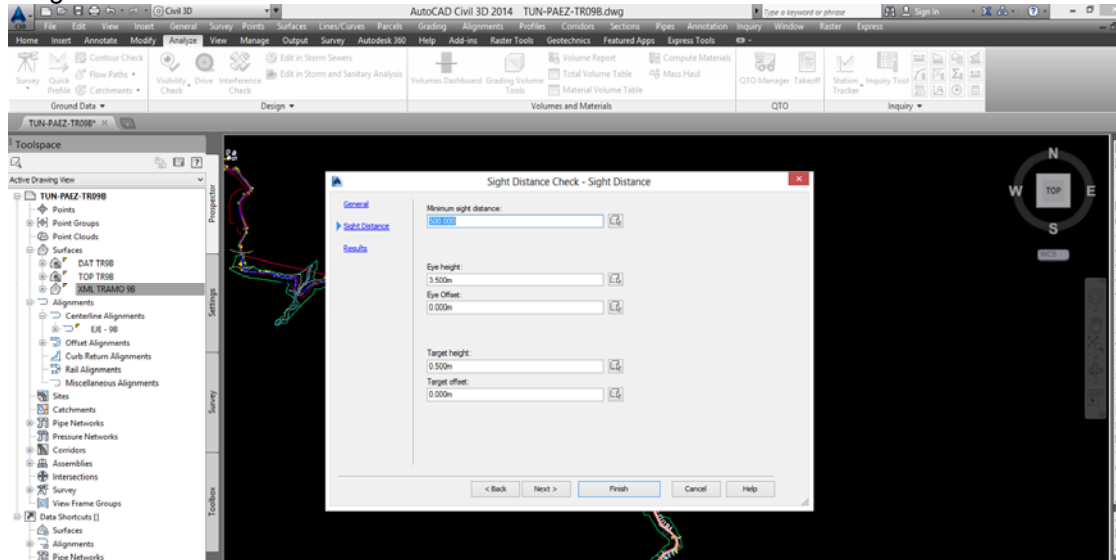 Civil 3D
AutoCAD Civil 3D 2014 TUN-PAEZ-TR09B.dwg
Type a keyword or phrase
Sign In
File Edit View Insert General Survey Points Surfaces Lines/Curves Parcels Grading Alignments Profiles Corridors Sections Pipes Annotation Inquiry Window Raster Express
Home Insert Annotate Modify Analyze View Manage Output Survey Autodesk 360 Help Add-ins Raster Tools Geotechnics Featured Apps Express Tools
Contour Check
Edit in Storm Sewers
Volume Report
Compute Materials
Flow Paths
Edit in Storm and Sanitary Analysis
Total Volume Table
Mass Haul
Survey
Quick Profile
Catchments
Visibility Check
Drive
Interference Check
Volumes Dashboard
Grading Volume Tools
Material Volume Table
QTO Manager
Takeoff
Station Tracker
Inquiry Tool
Ground Data
Design
Volumes and Materials
QTO
Inquiry
TUN-PAEZ-TR09B*
Toolspace
Active Drawing View
TUN-PAEZ-TR09B
Points
Point Groups
Point Clouds
Surfaces
DAT TR9B
TOP TR9B
XML TRAMO 9B
Alignments
Centerline Alignments
EJE - 9B
Offset Alignments
Curb Return Alignments
Rail Alignments
Miscellaneous Alignments
Sites
Catchments
Pipe Networks
Pressure Networks
Corridors
Assemblies
Intersections
Survey
View Frame Groups
Data Shortcuts []
Surfaces
Alignments
Pipe Networks
Prospector
Settings
Survey
Toolbox
Sight Distance Check - Sight Distance
General
Sight Distance
Results
Minimum sight distance:
500.000
Eye height:
3.500m
Eye Offset:
0.000m
Target height:
0.500m
Target offset:
0.000m
< Back
Next >
Finish
Cancel
Help
N
W
TOP
E
S
WCS